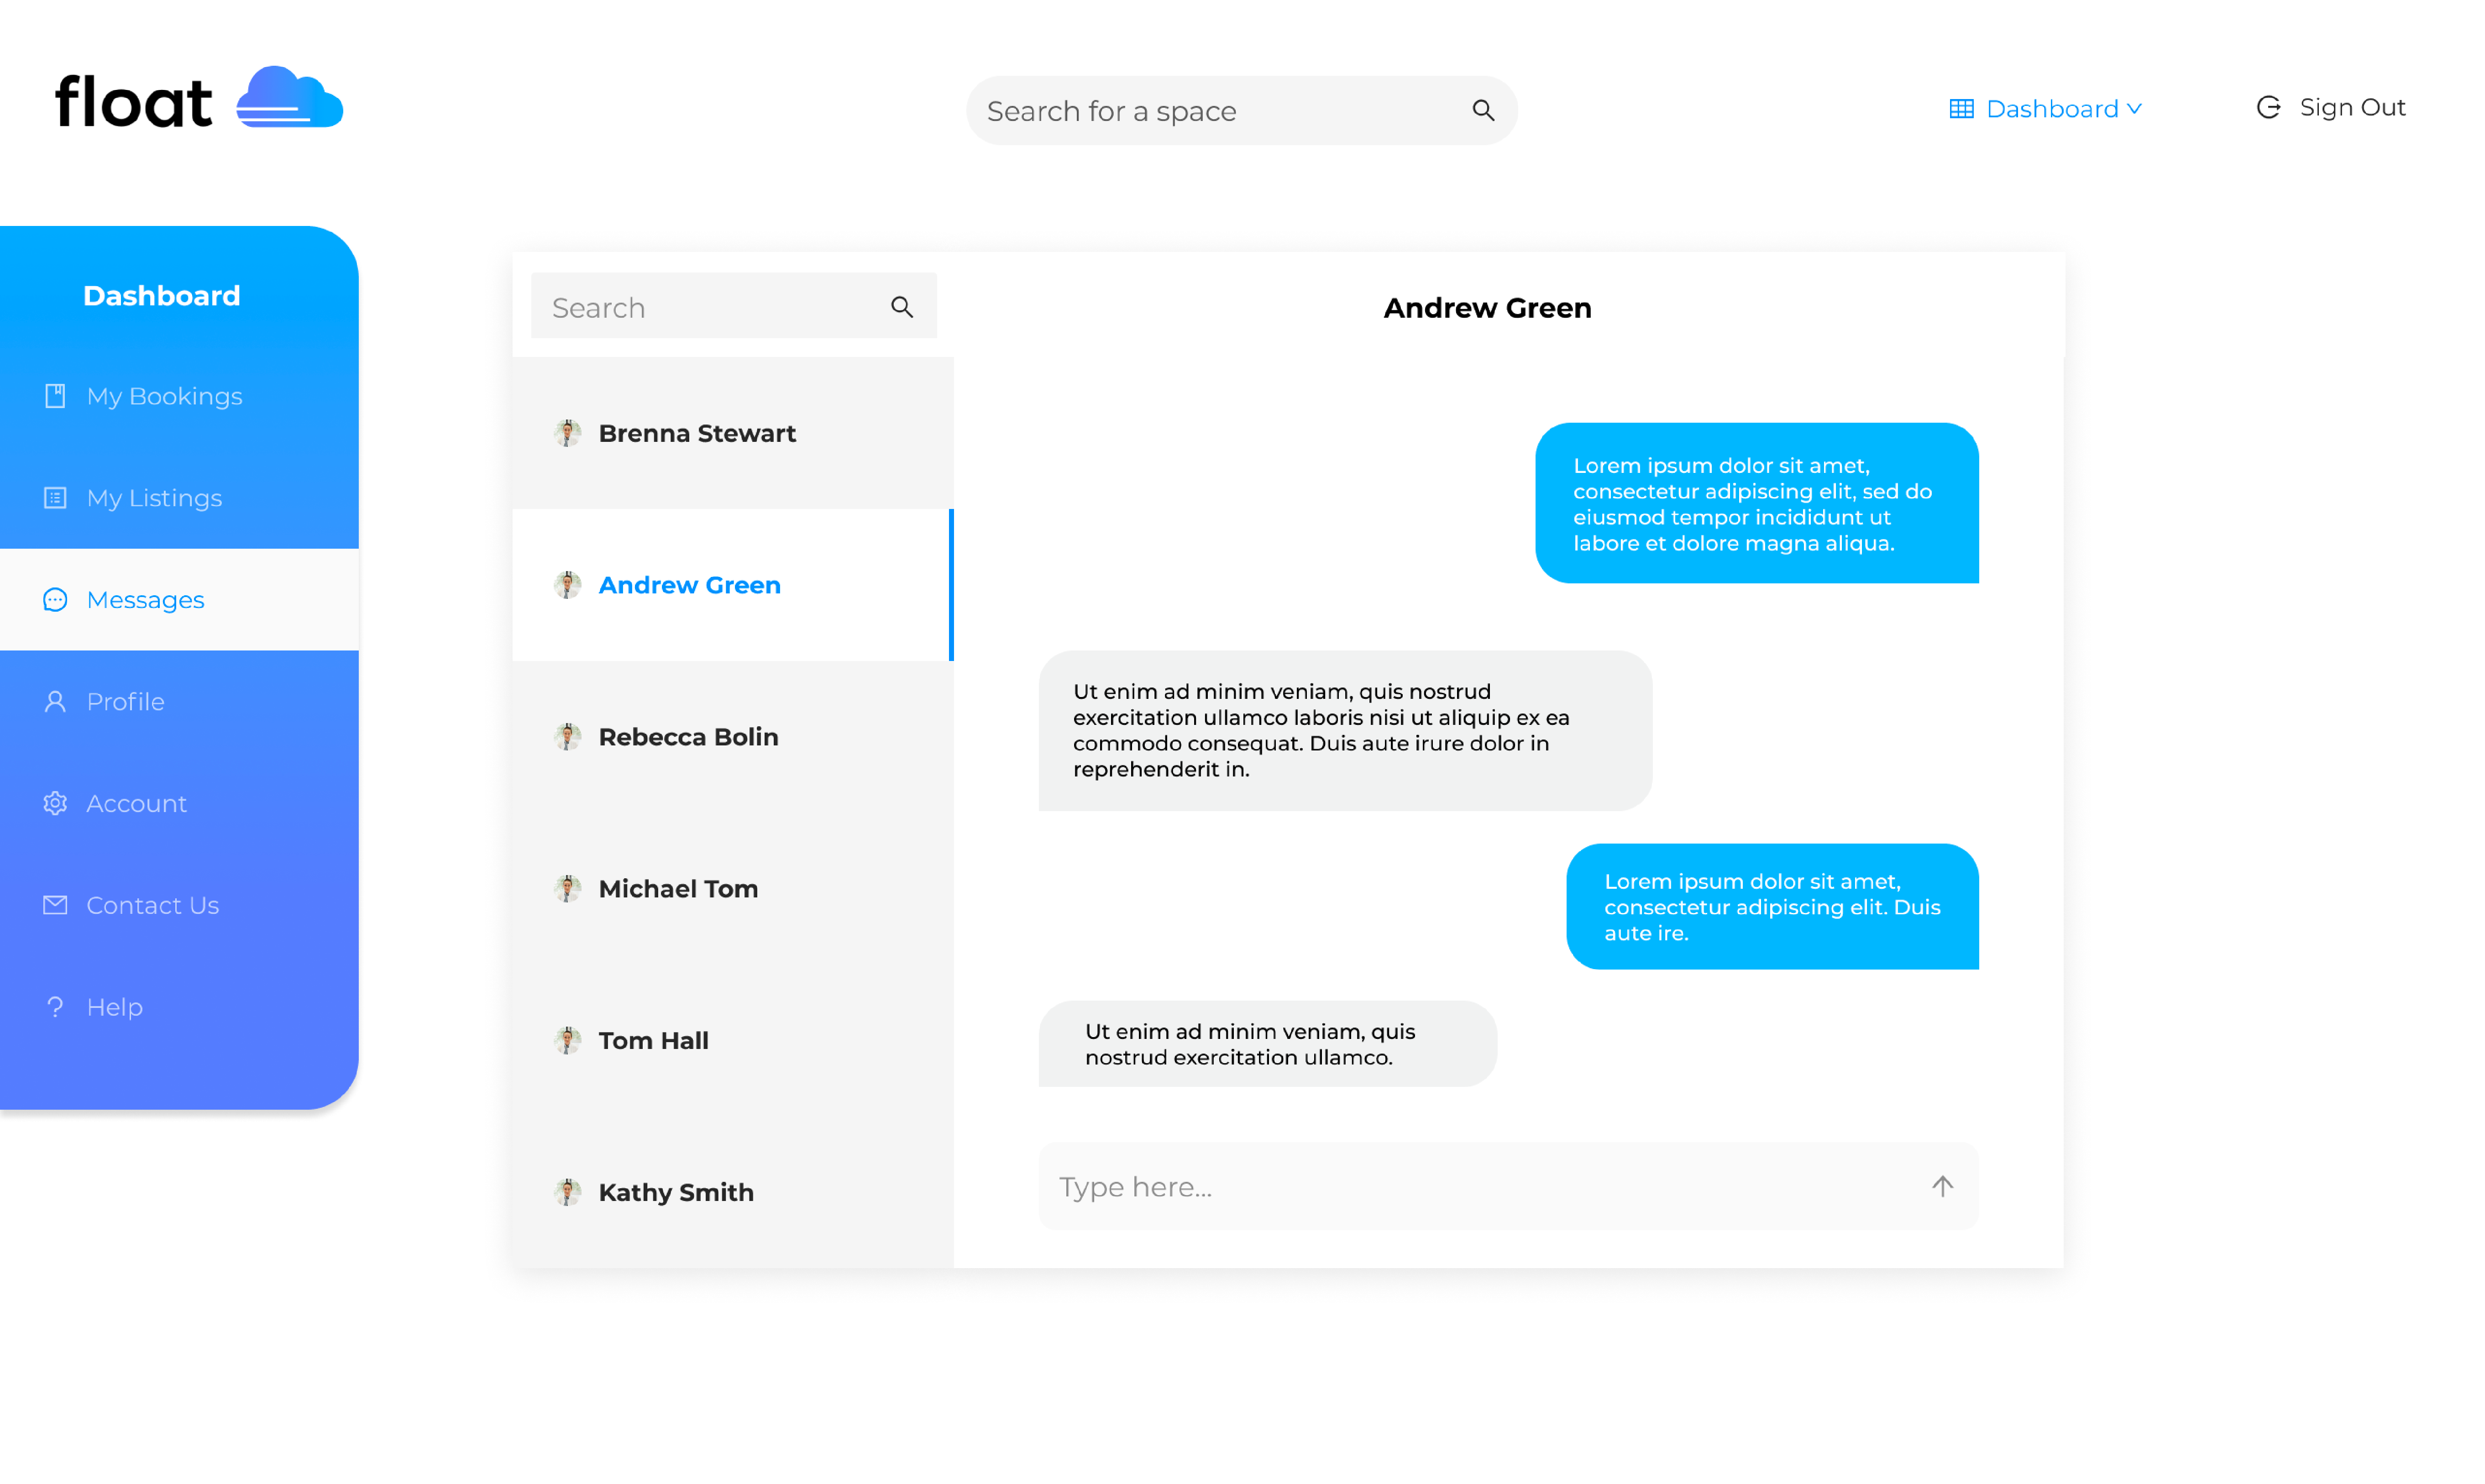 float
Search for a space
Dashboard
Sign Out
Dashboard
My Bookings
My Listings
Messages
Profile
Account
Contact Us
Help
Search
Brenna Stewart
Andrew Green
Rebecca Bolin
Michael Tom
Tom Hall
Kathy Smith
Andrew Green
Lorem ipsum dolor sit amet,
consectetur adipiscing elit, sed do
eiusmod tempor incididunt ut
labore et dolore magna aliqua.
Ut enim ad minim veniam, quis nostrud
exercitation ullamco laboris nisi ut aliquip ex ea
commodo consequat. Duis aute irure dolor in
reprehenderit in.
Lorem ipsum dolor sit amet,
consectetur adipiscing elit. Duis
aute ire.
Ut enim ad minim veniam, quis
nostrud exercitation ullamco.
Type here...